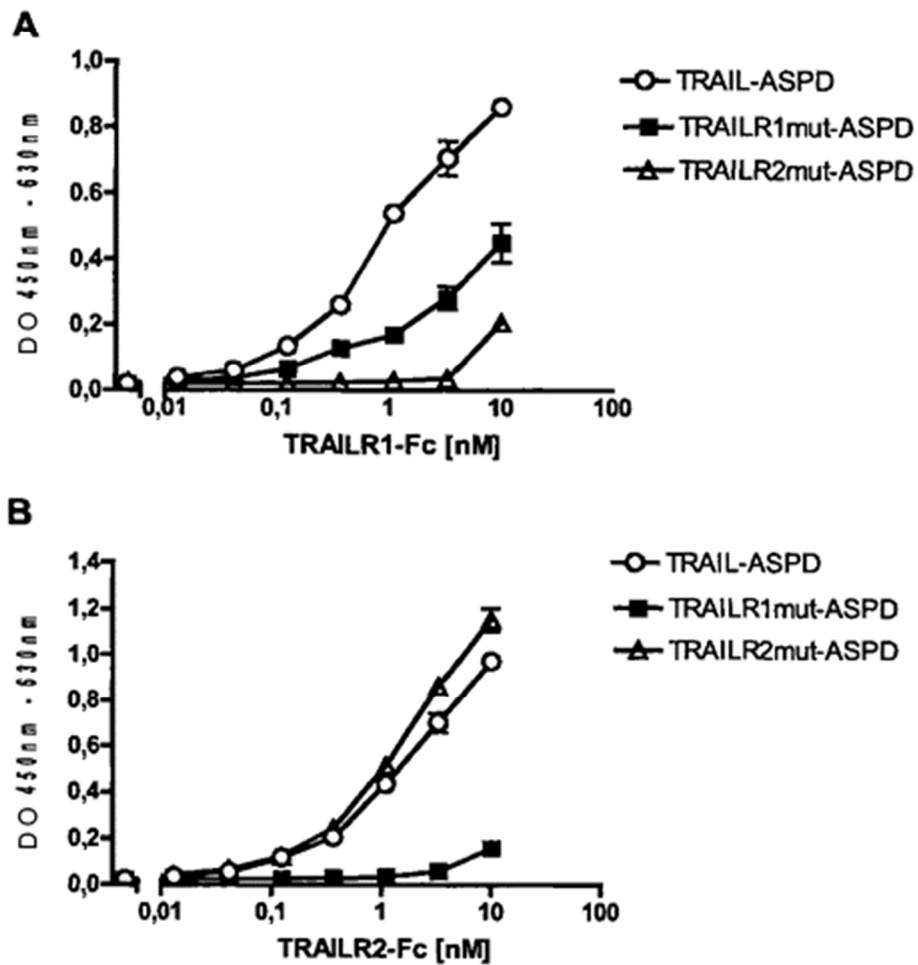 A
1,0
0,8
0,6
0,4
0,2
0,0
DO 450nm - 630nm
TRAIL-ASPD
TRAILR1mut-ASPD
TRAILR2mut-ASPD
0,01 0,1 1 10 100
TRAILR1-Fc [nM]
B
1,4
1,2
1,0
0,8
0,6
0,4
0,2
0,0
DO 450nm - 630nm
TRAIL-ASPD
TRAILR1mut-ASPD
TRAILR2mut-ASPD
0,01 0,1 1 10 100
TRAILR2-Fc [nM]